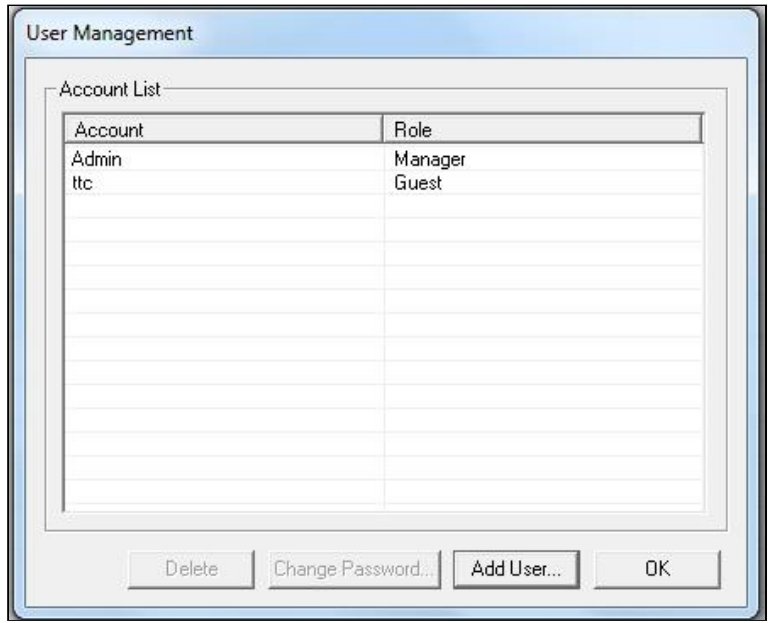 User Management
Account List
Account Role
Admin Manager
ttc Guest
Delete Change Password... Add User... OK